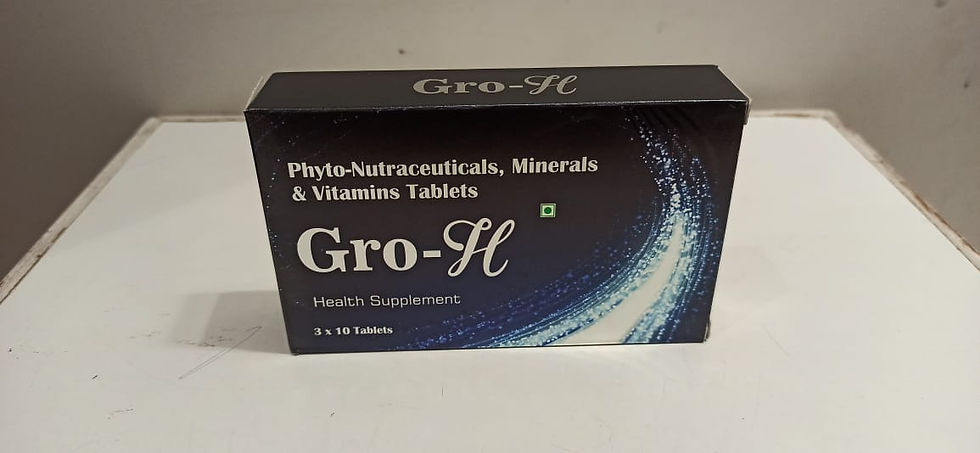 Gro-H
Phyto-Nutraceuticals, Minerals
& Vitamins Tablets
Gro-H
Health Supplement
3 x 10 Tablets